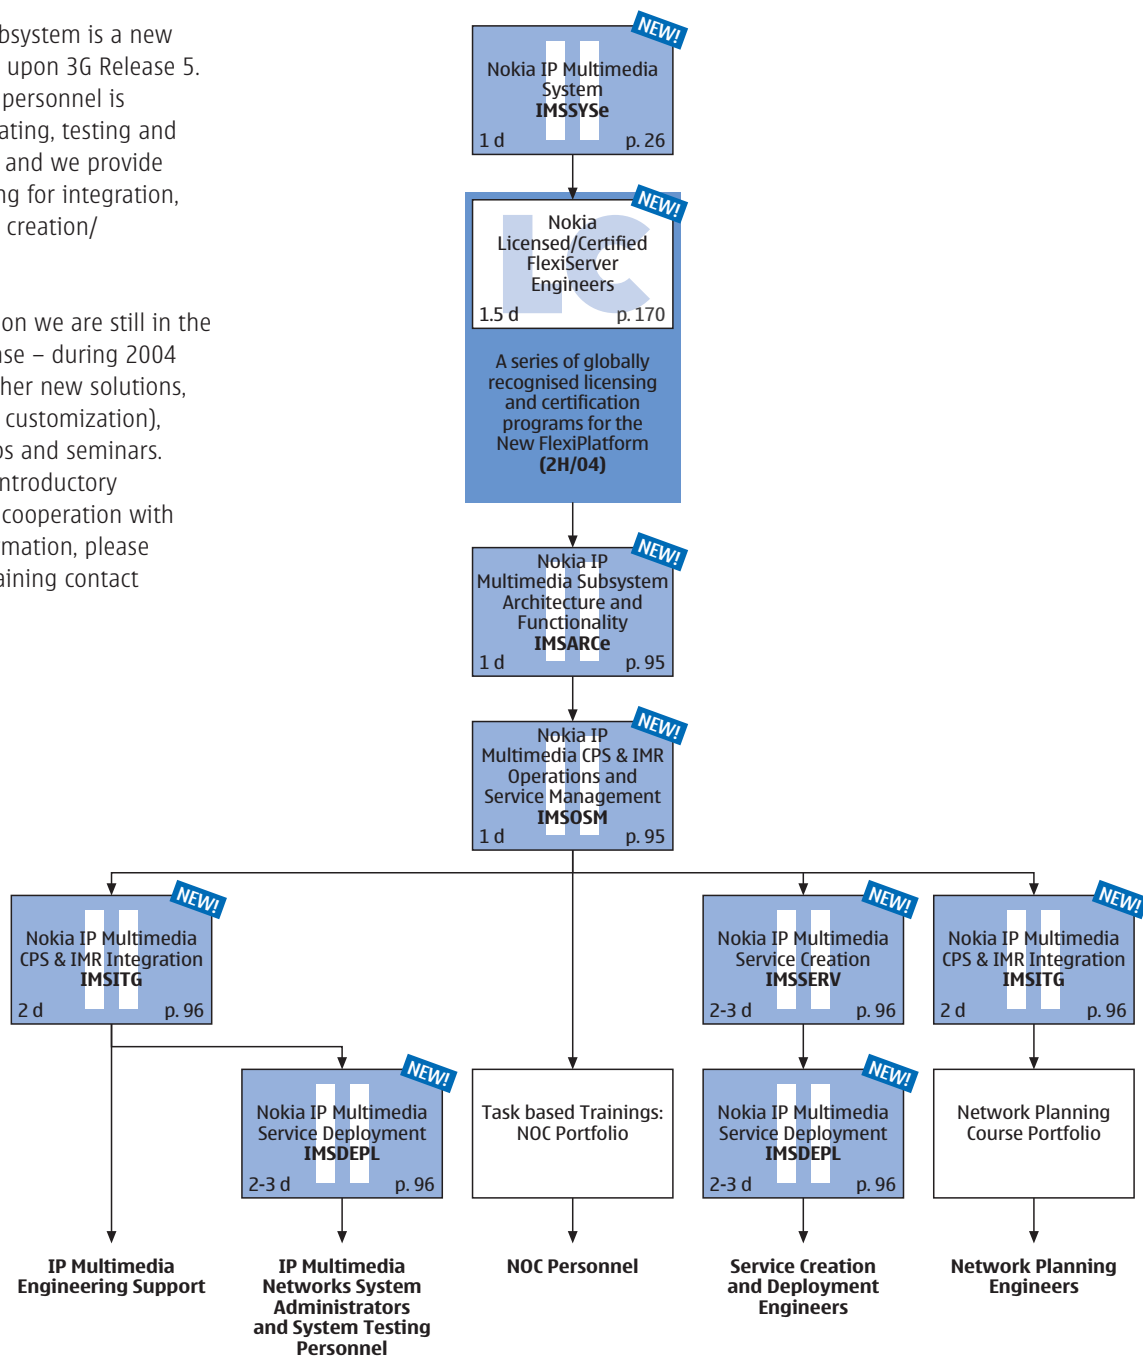 bsystem is a new
upon 3G Release 5.
personnel is
ating, testing and
and we provide
ng for integration,
creation/
on we are still in the
ase – during 2004
her new solutions,
customization),
ps and seminars.
introductory
cooperation with
rmation, please
aining contact
NEW!
Nokia IP Multimedia
System
IMSSYSe
1 d p. 26
NEW!
LC
Nokia
Licensed/Certified
FlexiServer
Engineers
1.5 d p. 170
A series of globally
recognised licensing
and certification
programs for the
New FlexiPlatform
(2H/04)
NEW!
Nokia IP
Multimedia Subsystem
Architecture and
Functionality
IMSARCe
1 d p. 95
NEW!
Nokia IP
Multimedia CPS & IMR
Operations and
Service Management
IMSOSM
1 d p. 95
NEW!
Nokia IP Multimedia
CPS & IMR Integration
IMSITG
2 d p. 96
NEW!
Nokia IP Multimedia
Service Creation
IMSSERV
2-3 d p. 96
NEW!
Nokia IP Multimedia
CPS & IMR Integration
IMSITG
2 d p. 96
NEW!
Nokia IP Multimedia
Service Deployment
IMSDEPL
2-3 d p. 96
Task based Trainings:
NOC Portfolio
NEW!
Nokia IP Multimedia
Service Deployment
IMSDEPL
2-3 d p. 96
Network Planning
Course Portfolio
IP Multimedia
Engineering Support
IP Multimedia
Networks System
Administrators
and System Testing
Personnel
NOC Personnel
Service Creation
and Deployment
Engineers
Network Planning
Engineers